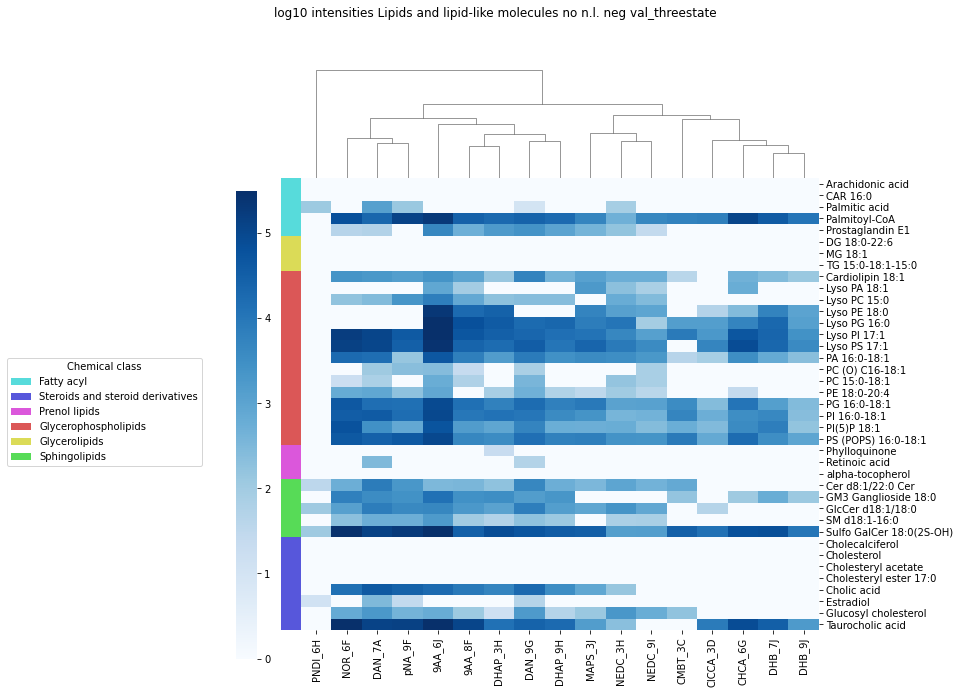 log10 intensities Lipids and lipid-like molecules no n.l. neg val_threestate
Arachidonic acid
CAR 16:0
Palmitic acid
Palmitoyl-CoA
Prostaglandin E1
DG 18:0-22:6
MG 18:1
TG 15:0-18:1-15:0
Cardiolipin 18:1
Lyso PA 18:1
Lyso PC 15:0
Lyso PE 18:0
Lyso PG 16:0
Lyso PI 17:1
Lyso PS 17:1
PA 16:0-18:1
PC (O) C16-18:1
PC 15:0-18:1
PE 18:0-20:4
PG 16:0-18:1
PI 16:0-18:1
PI(5)P 18:1
PS (POPS) 16:0-18:1
Phylloquinone
Retinoic acid
alpha-tocopherol
Cer d8:1/22:0 Cer
GM3 Ganglioside 18:0
GlcCer d18:1/18:0
SM d18:1-16:0
Sulfo GalCer 18:0(2S-OH)
Cholecalciferol
Cholesterol
Cholesteryl acetate
Cholesteryl ester 17:0
Cholic acid
Estradiol
Glucosyl cholesterol
Taurocholic acid
5
4
3
2
1
0
Chemical class
Fatty acyl
Steroids and steroid derivatives
Prenol lipids
Glycerophospholipids
Glycerolipids
Sphingolipids
PNDI_6H
NOR_6F
DAN_7A
pNA_9F
9AA_6J
9AA_8F
DHAP_3H
DAN_9G
DHAP_9H
MAPS_3J
NEDC_3H
NEDC_9I
CMBT_3C
ClCCA_3D
CHCA_6G
DHB_7J
DHB_9J